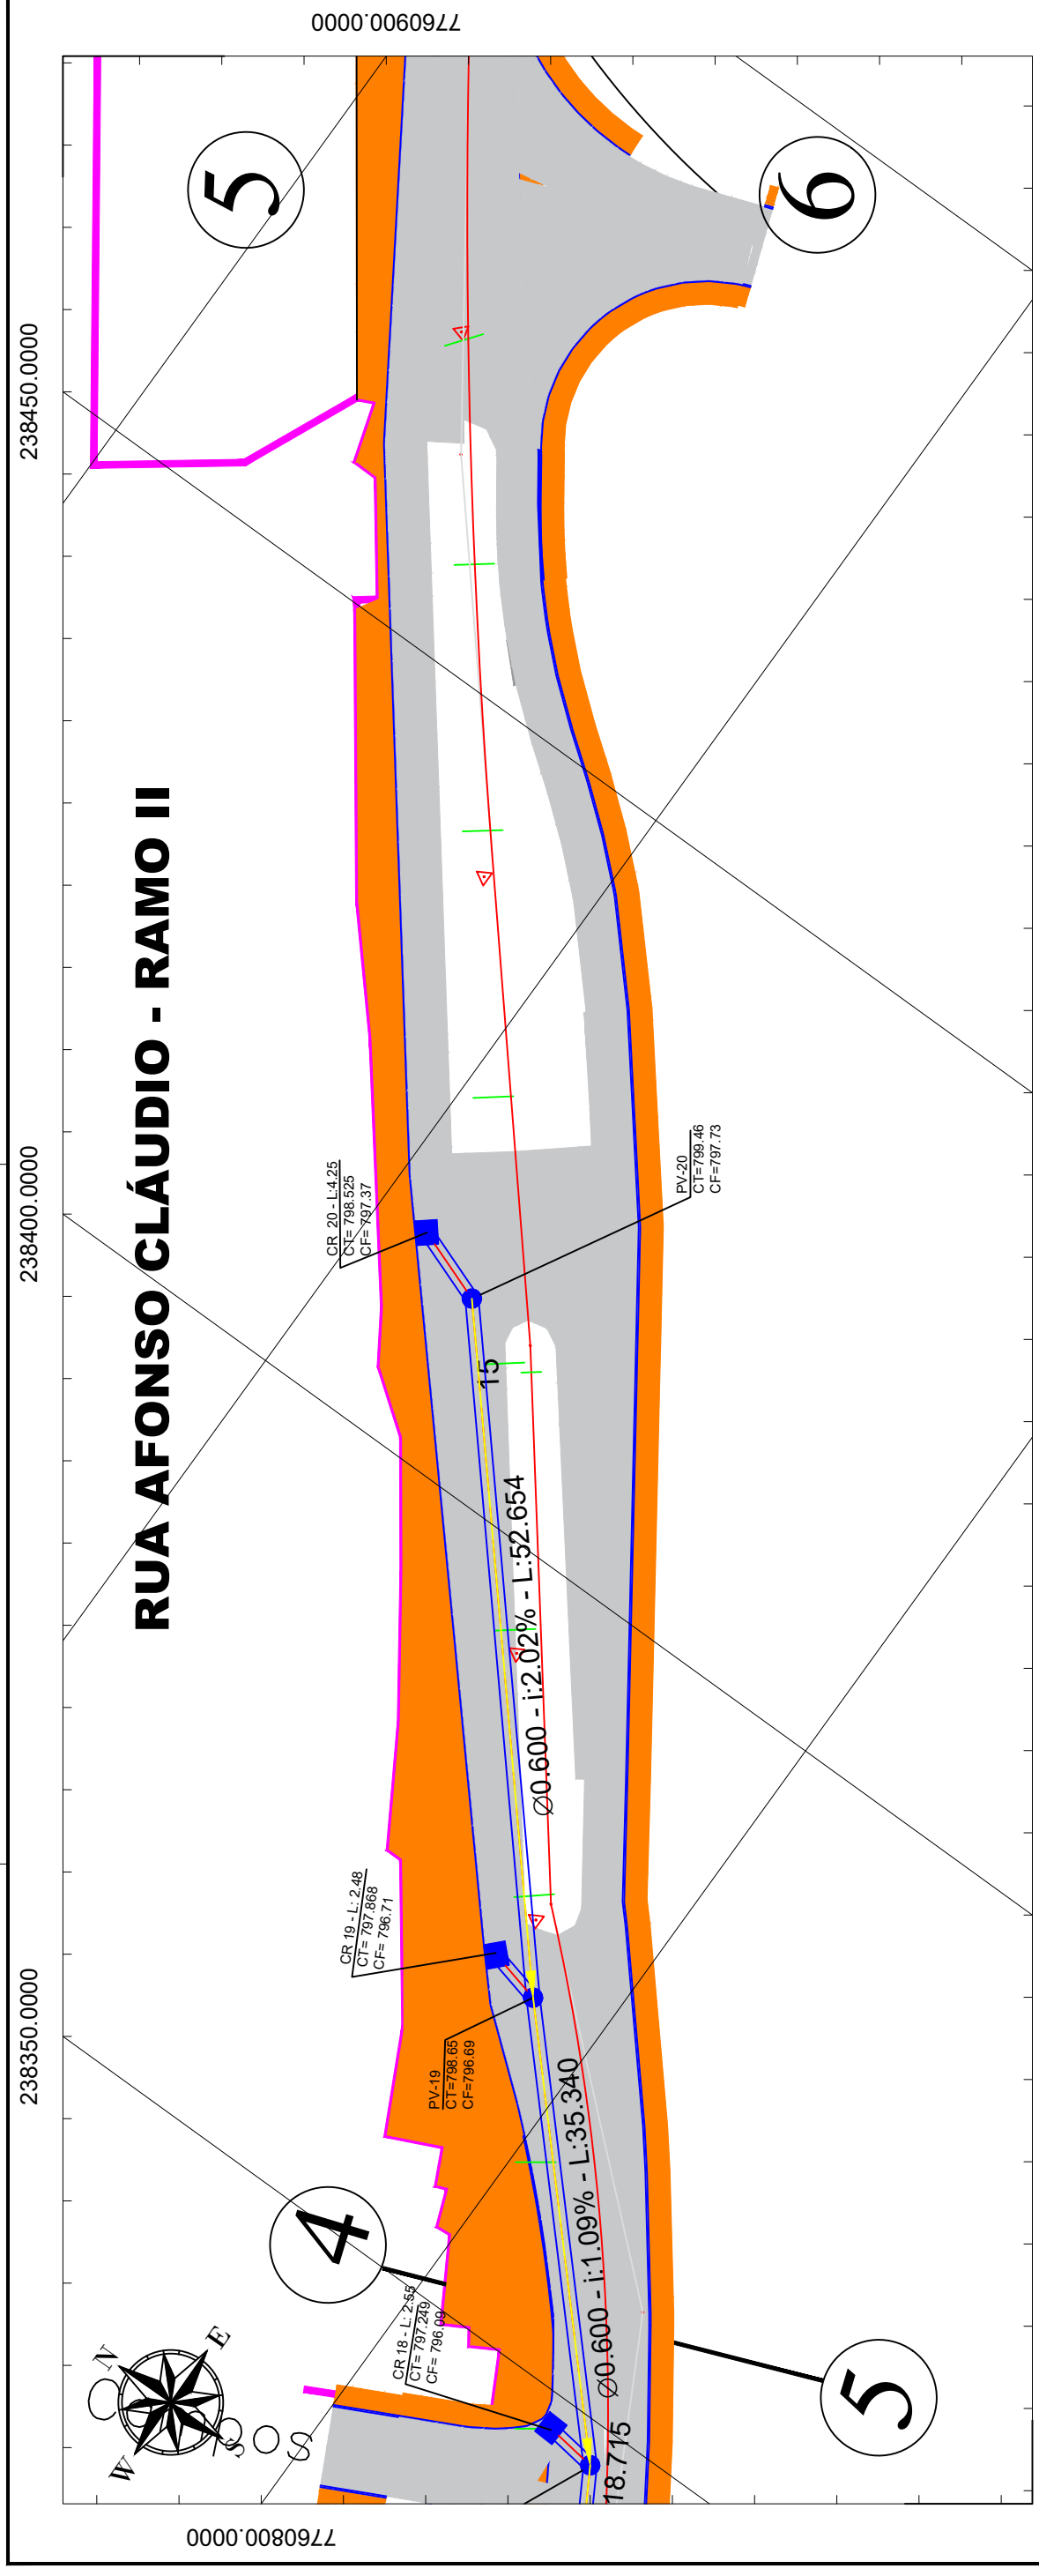 7760900.0000
238450.0000
238400.0000
238350.0000
7760800.0000
RUA AFONSO CLÁUDIO - RAMO II
5
6
4
5
CR 20 - L:4.25
CT= 798.525
CF= 797.37
PV-20
CT=799.46
CF=797.73
15
Ø0.600 - i:2.02% - L:52.654
CR 19 - L: 2.48
CT= 797.868
CF= 796.71
PV-19
CT=798.65
CF=796.69
Ø0.600 - i:1.09% - L:35.340
CR 18 - L: 2.55
CT= 797.249
CF= 796.09
18.715
N
E
S
W